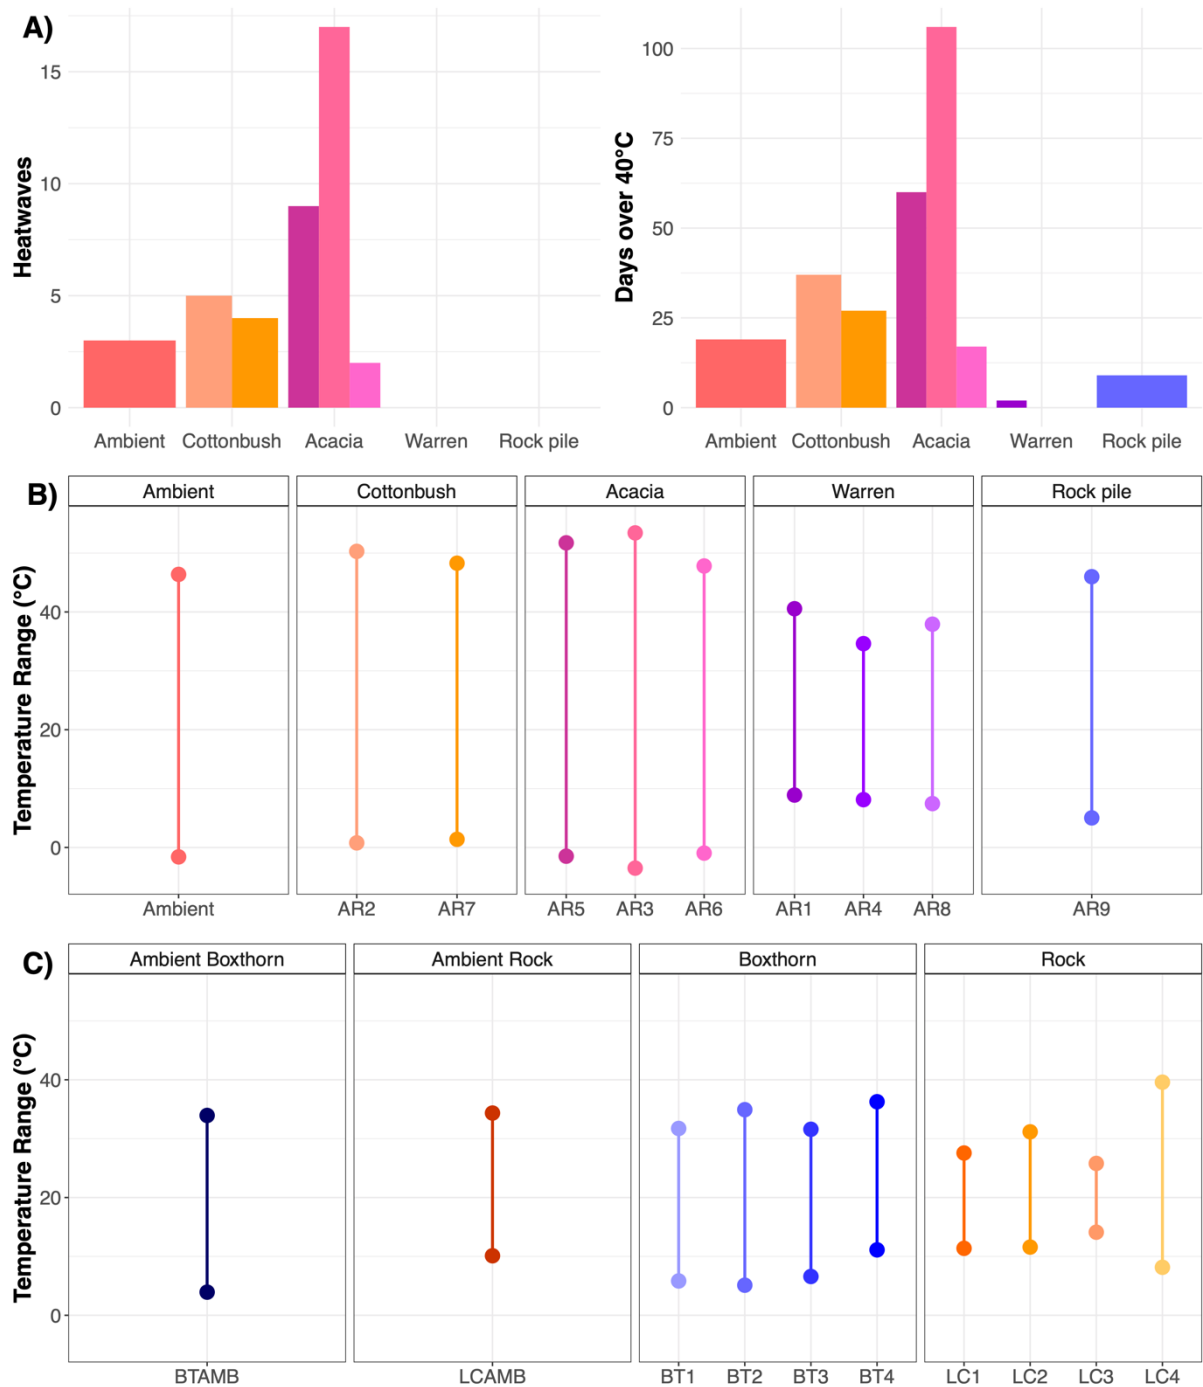 A)
Heatwaves
15
10
5
0
Ambient Cottonbush Acacia Warren Rock pile
Days over 40°C
100
75
50
25
0
Ambient Cottonbush Acacia Warren Rock pile
B)
Ambient Cottonbush Acacia Warren Rock pile
Temperature Range (°C)
40
20
0
Ambient AR2 AR7 AR5 AR3 AR6 AR1 AR4 AR8 AR9
C)
Ambient Boxthorn Ambient Rock Boxthorn Rock
Temperature Range (°C)
40
20
0
BTAMB LCAMB BT1 BT2 BT3 BT4 LC1 LC2 LC3 LC4